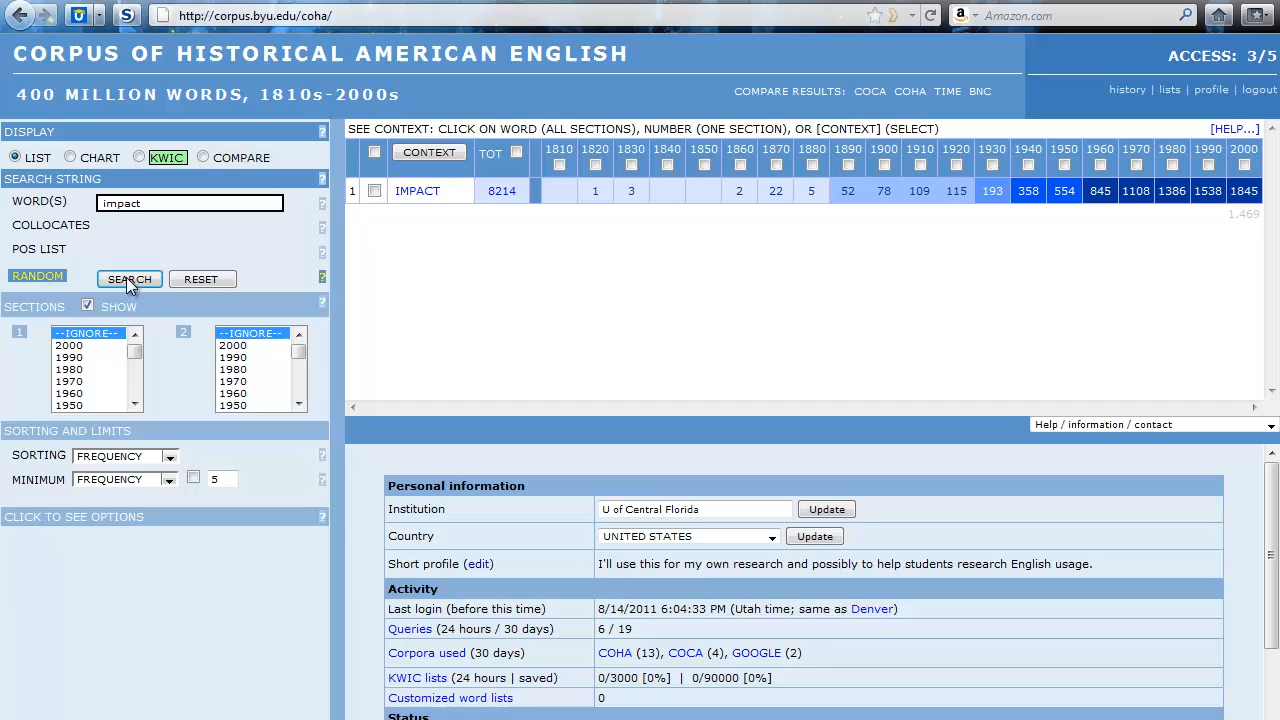 http://corpus.byu.edu/coha/
Amazon.com
CORPUS OF HISTORICAL AMERICAN ENGLISH
ACCESS: 3/5
400 MILLION WORDS, 1810s-2000s
COMPARE RESULTS: COCA COHA TIME BNC
history | lists | profile | logout
DISPLAY ?
LIST CHART KWIC COMPARE
SEARCH STRING ?
WORD(S) impact ?
COLLOCATES ?
POS LIST ?
RANDOM SEARCH RESET ?
SECTIONS SHOW ?
1 --IGNORE-- 2 --IGNORE--
2000 2000
1990 1990
1980 1980
1970 1970
1960 1960
1950 1950
SORTING AND LIMITS
SORTING FREQUENCY ?
MINIMUM FREQUENCY 5 ?
CLICK TO SEE OPTIONS ?
SEE CONTEXT: CLICK ON WORD (ALL SECTIONS), NUMBER (ONE SECTION), OR [CONTEXT] (SELECT) [HELP...]
CONTEXT TOT 1810 1820 1830 1840 1850 1860 1870 1880 1890 1900 1910 1920 1930 1940 1950 1960 1970 1980 1990 2000
1 IMPACT 8214 1 3 2 22 5 52 78 109 115 193 358 554 845 1108 1386 1538 1845
1.469
Help / information / contact
Personal information
Institution U of Central Florida Update
Country UNITED STATES Update
Short profile (edit) I'll use this for my own research and possibly to help students research English usage.
Activity
Last login (before this time) 8/14/2011 6:04:33 PM (Utah time; same as Denver)
Queries (24 hours / 30 days) 6 / 19
Corpora used (30 days) COHA (13), COCA (4), GOOGLE (2)
KWIC lists (24 hours | saved) 0/3000 [0%] | 0/90000 [0%]
Customized word lists 0
Status